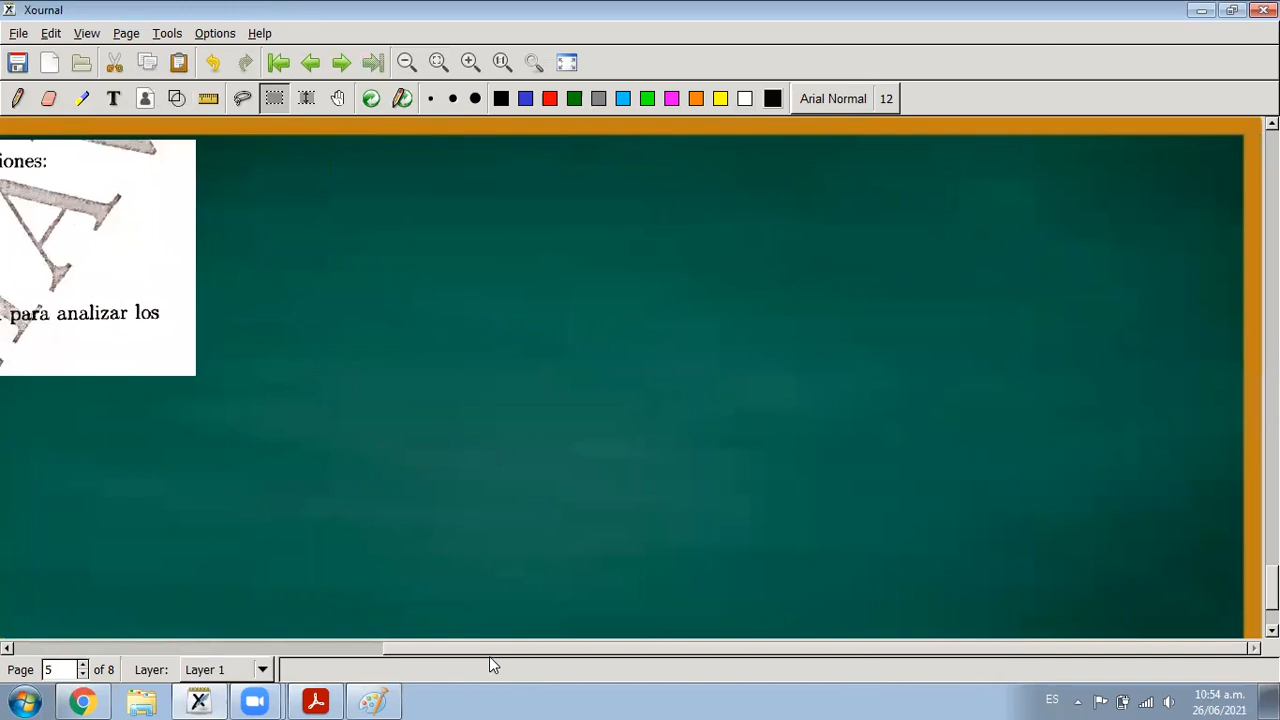 Xournal
File Edit View Page Tools Options Help
Arial Normal 12
iones:
para analizar los
Page 5 of 8 Layer: Layer 1
ES 10:54 a.m.
26/06/2021